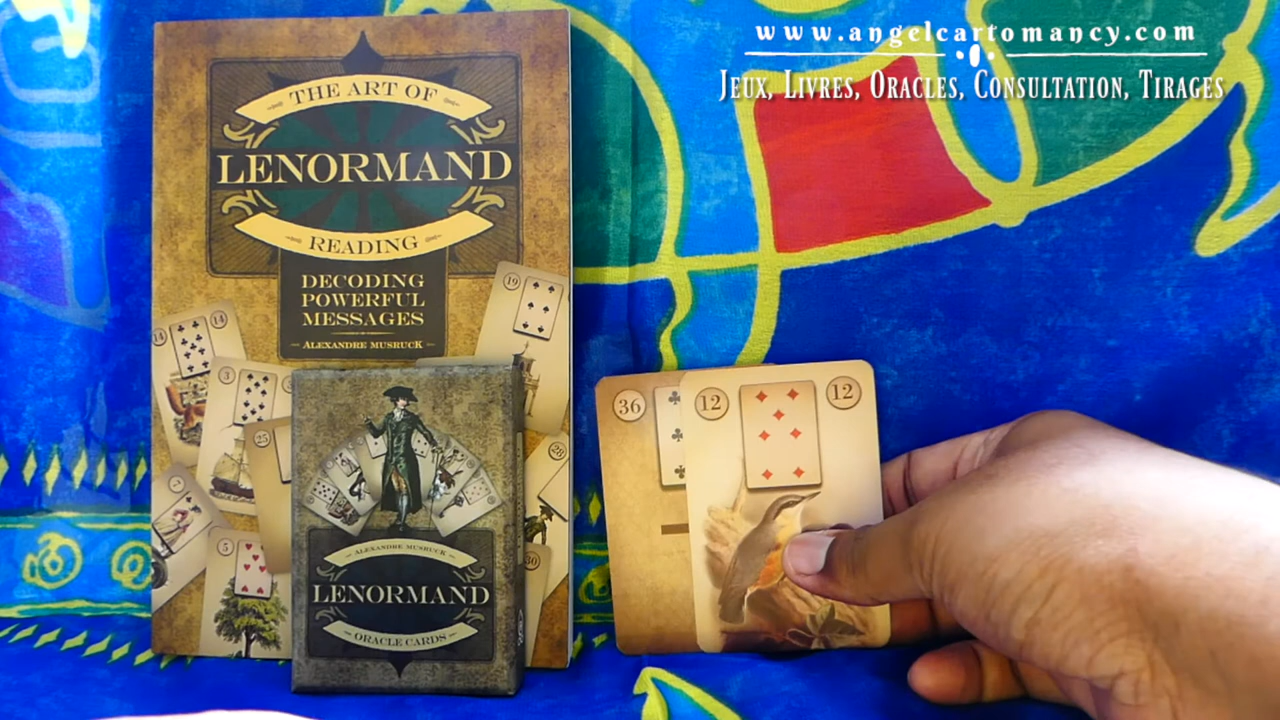 www.angelcartomancy.com
Jeux, Livres, Oracles, Consultation, Tirages
THE ART OF
LENORMAND
READING
DECODING
POWERFUL
MESSAGES
ALEXANDRE MUSRUCK
19
14 14
3
25
28
5
30
ALEXANDRE MUSRUCK
LENORMAND
ORACLE CARDS
36
12 12